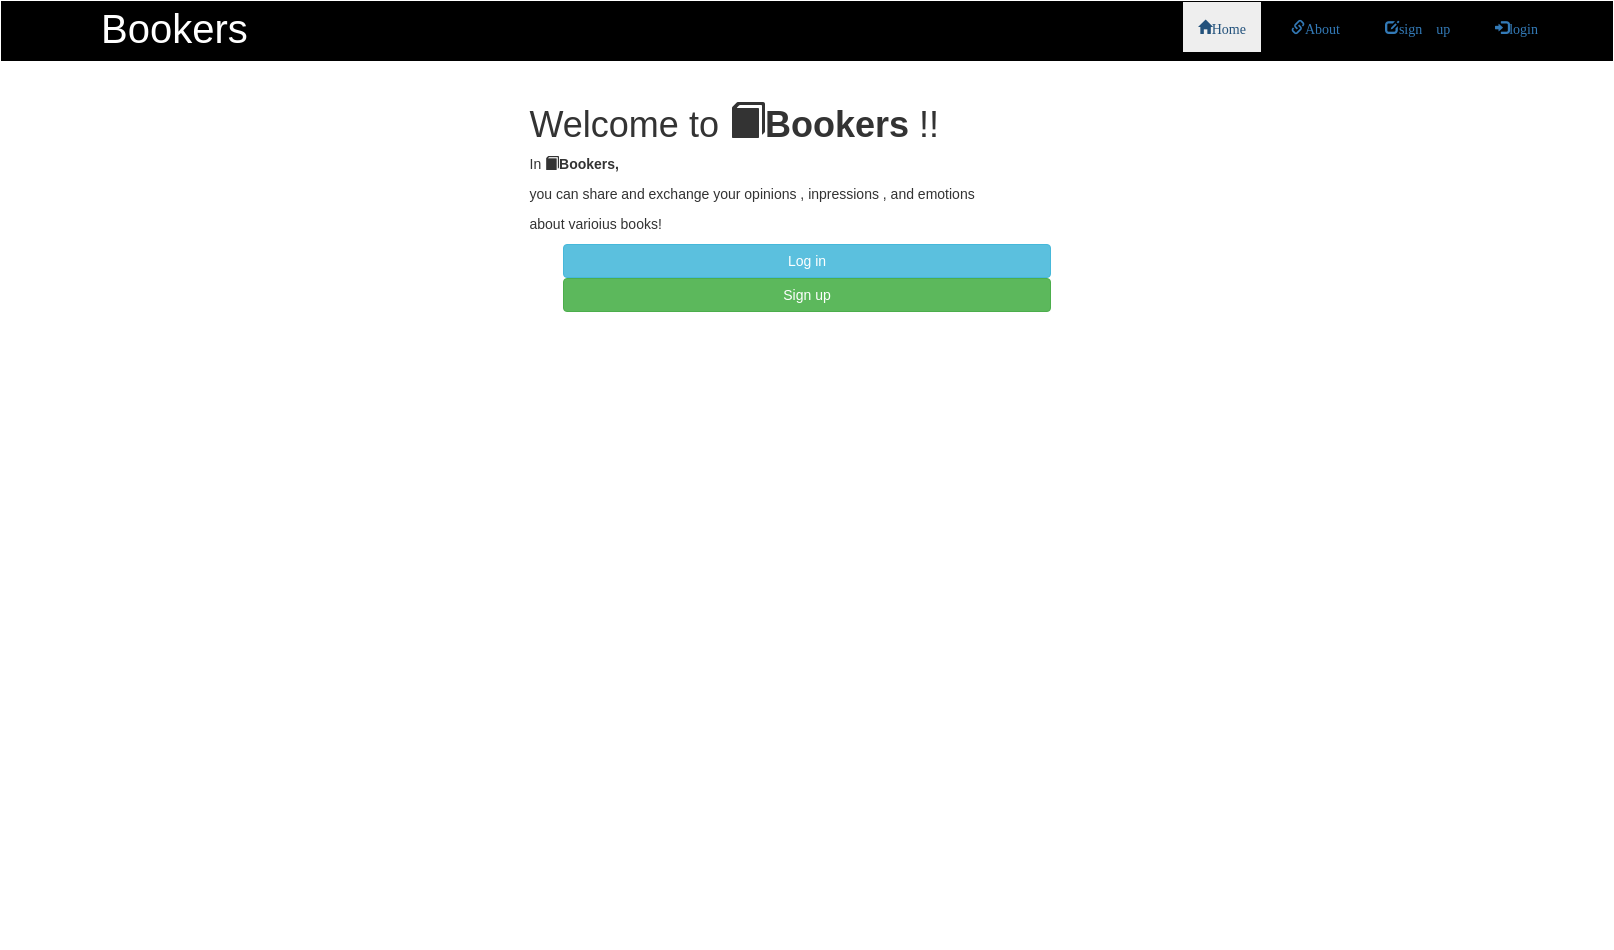 Bookers
Home About sign up login
Welcome to Bookers !!
In Bookers,
you can share and exchange your opinions , inpressions , and emotions
about varioius books!
Log in
Sign up